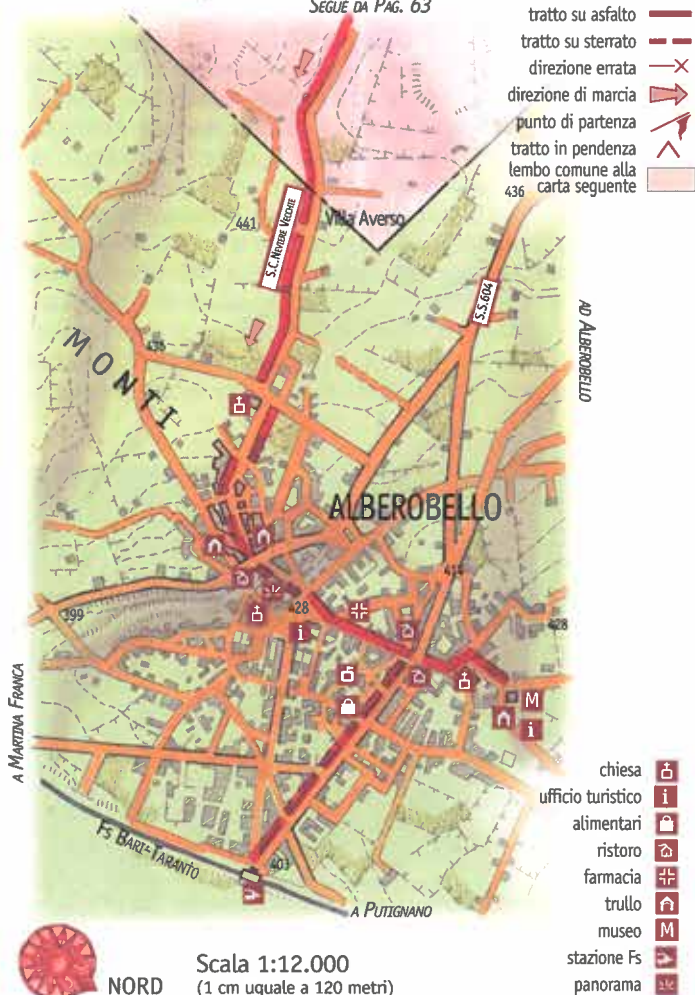 SEGUE DA PAG. 63
tratto su asfalto
tratto su sterrato
direzione errata
direzione di marcia
punto di partenza
tratto in pendenza
lembo comune alla
carta seguente
436
441
Villa Averso
S.C. NEVIERE VECCHIE
S.S.604
AD ALBEROBELLO
MONTI
ALBEROBELLO
399
428
428
i
M
i
A MARTINA FRANCA
FS BARI-TARANTO
403
A PUTIGNANO
chiesa
ufficio turistico i
alimentari
ristoro
farmacia
trullo
museo M
stazione Fs
panorama
NORD
Scala 1:12.000
(1 cm uguale a 120 metri)